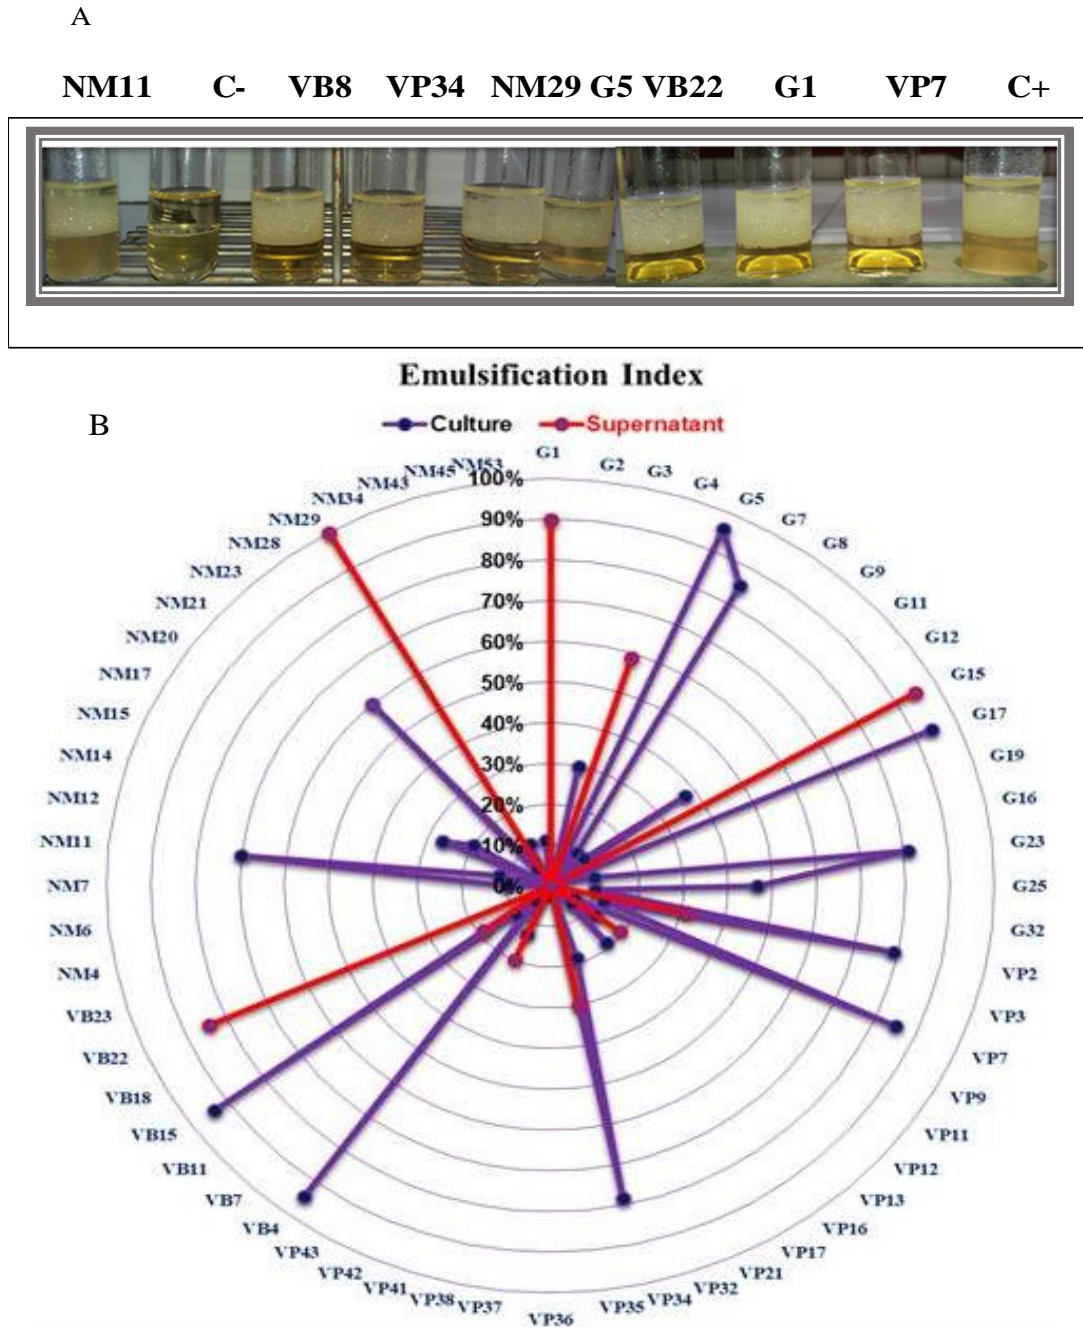 A
NM11 C- VB8 VP34 NM29 G5 VB22 G1 VP7 C+
Emulsification Index
B
Culture Supernatant
G1
G2
G3
G4
G5
G7
G8
G9
G11
G12
G15
G17
G19
G16
G23
G25
G32
VP2
VP3
VP7
VP9
VP11
VP12
VP13
VP16
VP17
VP21
VP32
VP34
VP35
VP36
VP37
VP38
VP41
VP42
VP43
VB4
VB7
VB11
VB15
VB18
VB22
VB23
NM4
NM6
NM7
NM11
NM12
NM14
NM15
NM17
NM20
NM21
NM23
NM28
NM29
NM34
NM43
NM45
NM53
100%
90%
80%
70%
60%
50%
40%
30%
20%
10%
0%